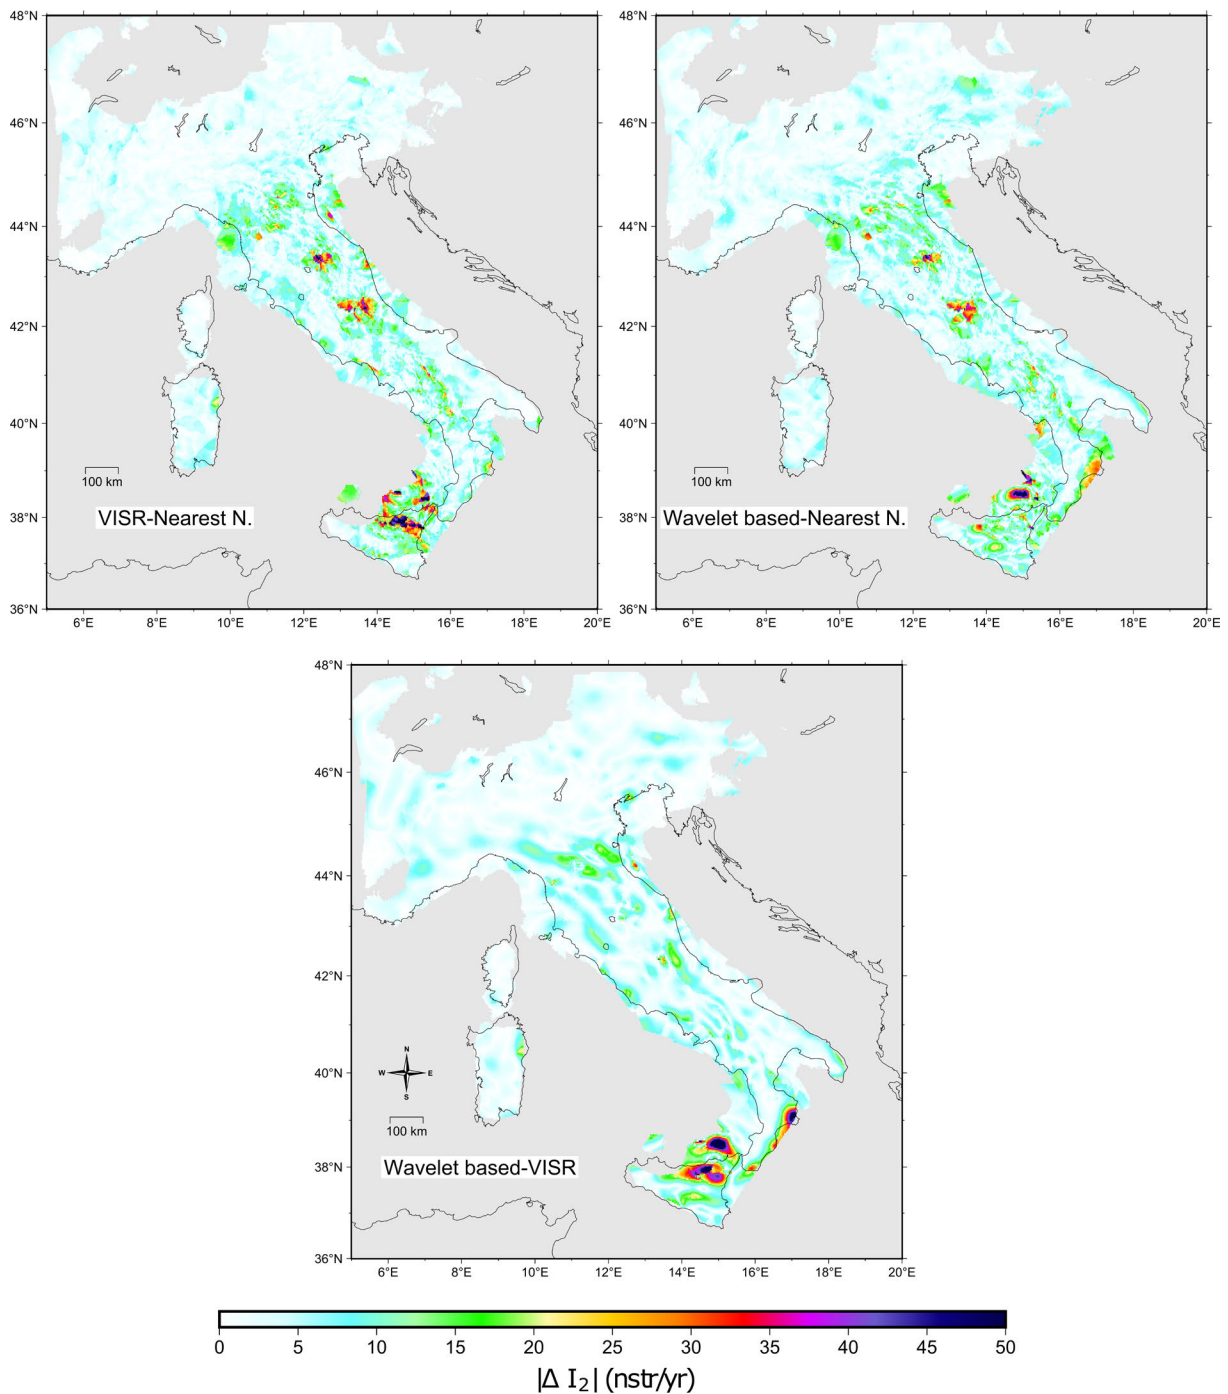 48°N
46°N
44°N
42°N
40°N
38°N
36°N
100 km
VISR-Nearest N.
6°E 8°E 10°E 12°E 14°E 16°E 18°E 20°E
100 km
Wavelet based-Nearest N.
48°N
46°N
44°N
42°N
40°N
38°N
36°N
6°E 8°E 10°E 12°E 14°E 16°E 18°E 20°E
48°N
46°N
44°N
42°N
40°N
38°N
36°N
N
W E
S
100 km
Wavelet based-VISR
6°E 8°E 10°E 12°E 14°E 16°E 18°E 20°E
0 5 10 15 20 25 30 35 40 45 50
|Δ I₂| (nstr/yr)